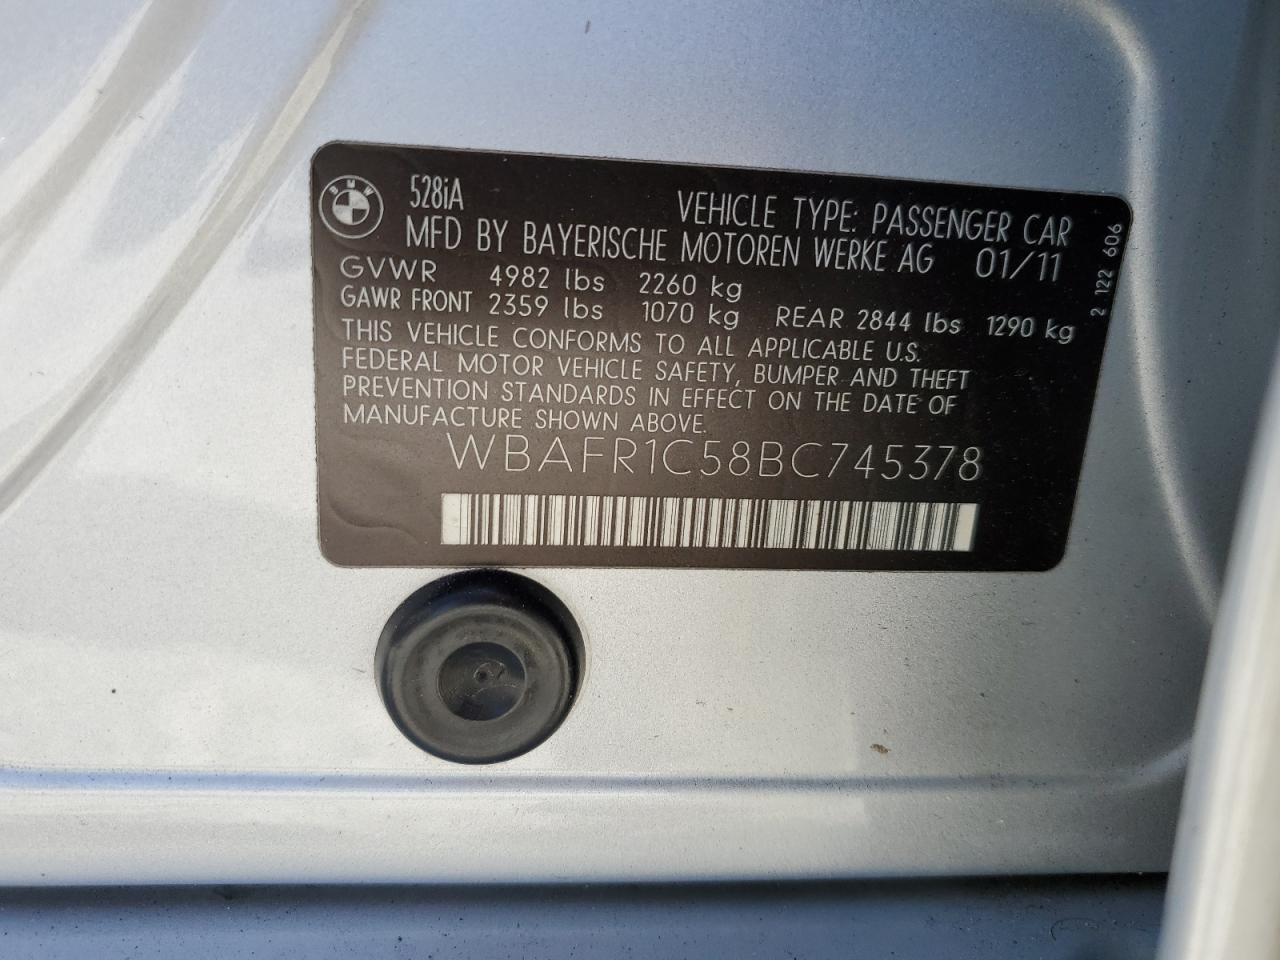 BMW
528iA VEHICLE TYPE: PASSENGER CAR
MFD BY BAYERISCHE MOTOREN WERKE AG 01/11
GVWR 4982 lbs 2260 kg
GAWR FRONT 2359 lbs 1070 kg REAR 2844 lbs 1290 kg
THIS VEHICLE CONFORMS TO ALL APPLICABLE U.S.
FEDERAL MOTOR VEHICLE SAFETY, BUMPER AND THEFT
PREVENTION STANDARDS IN EFFECT ON THE DATE OF
MANUFACTURE SHOWN ABOVE.
WBAFR1C58BC745378
2 122 606